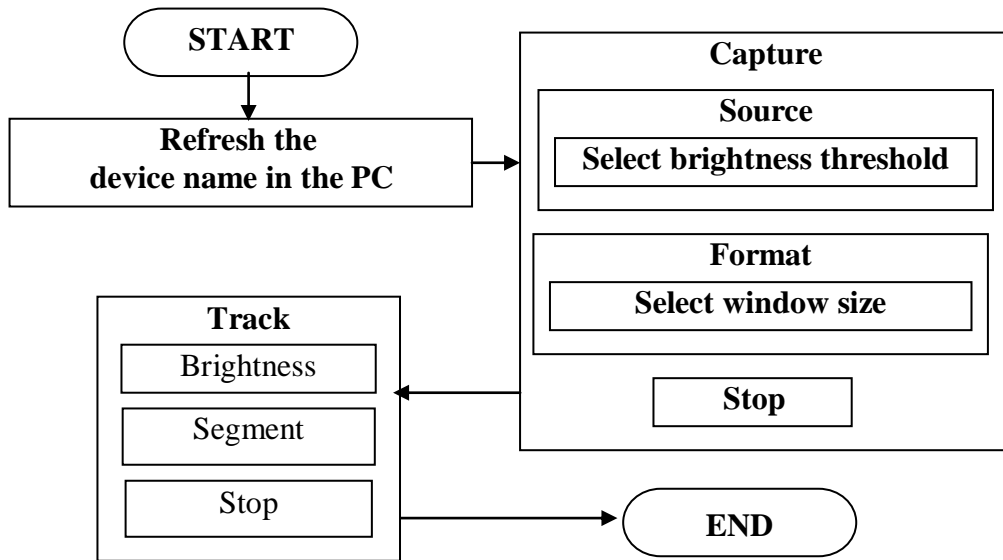 START
Refresh the
device name in the PC
Capture
Source
Select brightness threshold
Format
Select window size
Stop
Track
Brightness
Segment
Stop
END